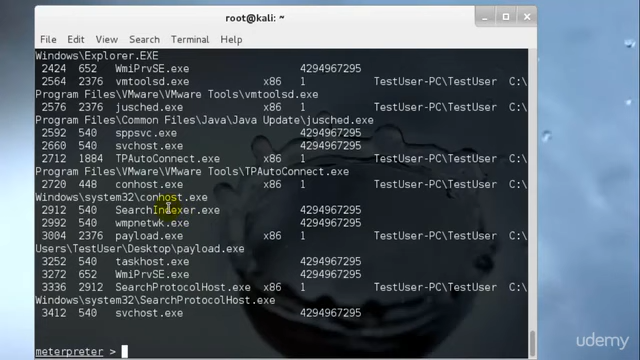 root@kali: ~
File Edit View Search Terminal Help
Windows\Explorer.EXE
2424 652 WmiPrvSE.exe 4294967295
2564 2376 vmtoolsd.exe x86 1 TestUser-PC\TestUser C:\
Program Files\VMware\VMware Tools\vmtoolsd.exe
2576 2376 jusched.exe x86 1 TestUser-PC\TestUser C:\
Program Files\Common Files\Java\Java Update\jusched.exe
2592 540 sppsvc.exe 4294967295
2660 540 svchost.exe 4294967295
2712 1884 TPAutoConnect.exe x86 1 TestUser-PC\TestUser C:\
Program Files\VMware\VMware Tools\TPAutoConnect.exe
2720 448 conhost.exe x86 1 TestUser-PC\TestUser C:\
Windows\system32\conhost.exe
2912 540 SearchIndexer.exe 4294967295
2992 540 wmpnetwk.exe 4294967295
3004 2376 payload.exe x86 1 TestUser-PC\TestUser C:\
Users\TestUser\Desktop\payload.exe
3252 540 taskhost.exe 4294967295
3272 652 WmiPrvSE.exe 4294967295
3336 2912 SearchProtocolHost.exe x86 1 TestUser-PC\TestUser C:\
Windows\system32\SearchProtocolHost.exe
3412 540 svchost.exe 4294967295
meterpreter >
udemy